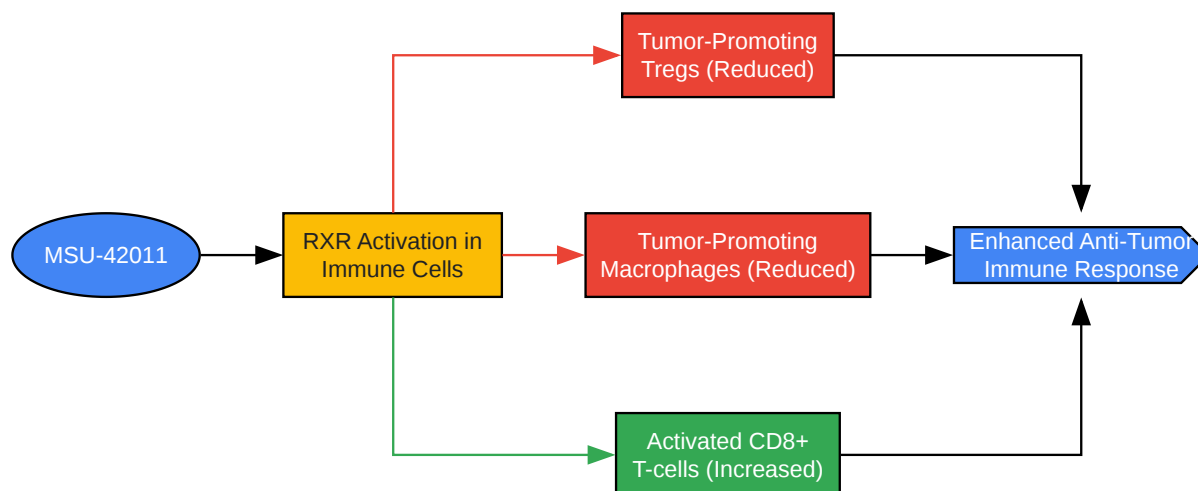 Tumor-Promoting
Tregs (Reduced)
MSU-42011
RXR Activation in
Immune Cells
Tumor-Promoting
Macrophages (Reduced)
Enhanced Anti-Tumor
Immune Response
Activated CD8+
T-cells (Increased)